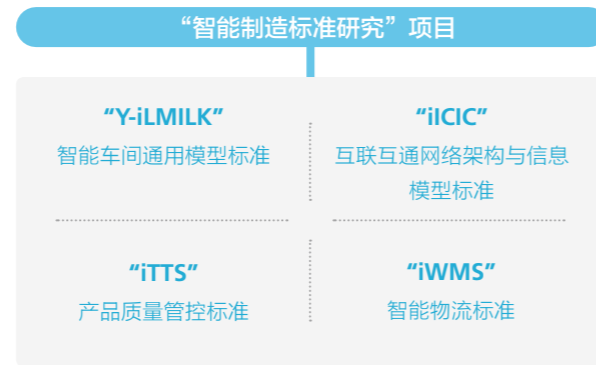 “智能制造标准研究”项目
“Y-iLMILK”
智能车间通用模型标准
“iICIC”
互联互通网络架构与信息
模型标准
“iTTS”
产品质量管控标准
“iWMS”
智能物流标准